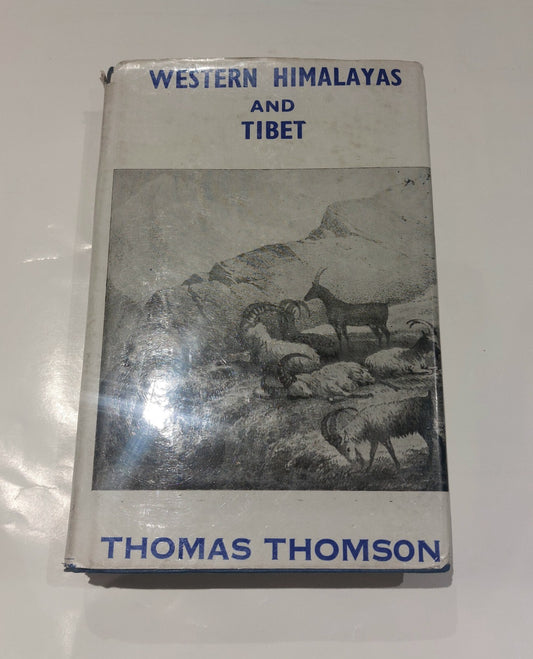 WESTERN HIMALAYAS
AND
TIBET
THOMAS THOMSON